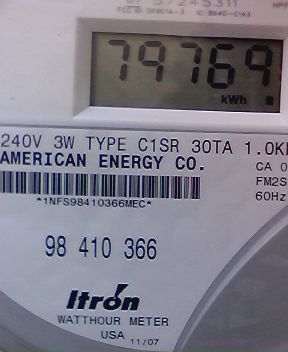 79769
kWh
240V 3W TYPE C1SR 30TA 1.0K
AMERICAN ENERGY CO.
CA 0
FM2S
60Hz
*1NFS98410366MEC*
98 410 366
Itrón
WATTHOUR METER
USA 11/07